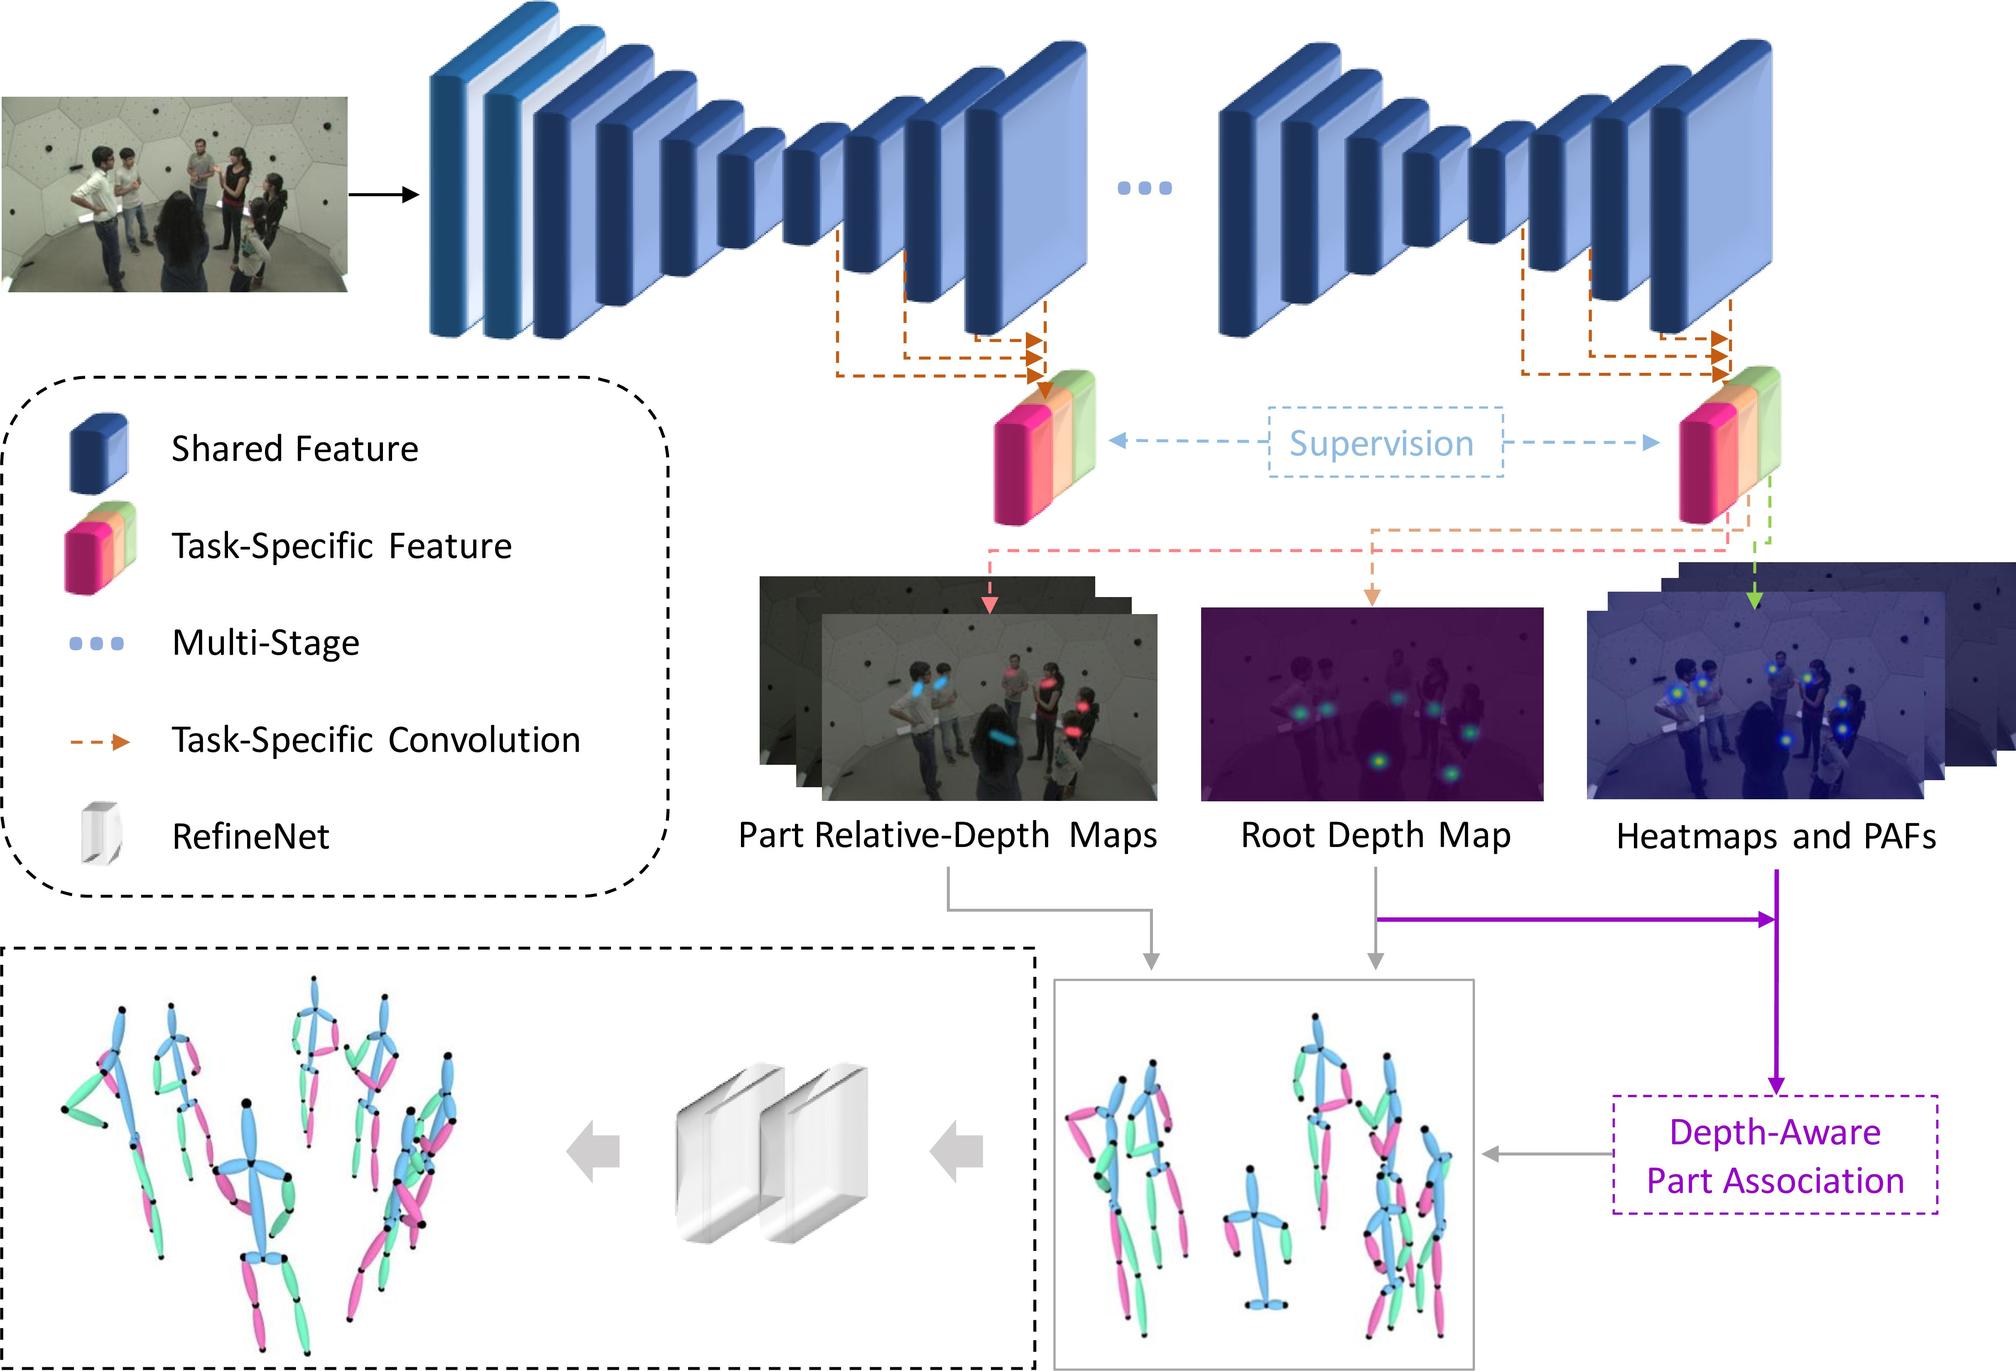 Shared Feature
Task-Specific Feature
Multi-Stage
Task-Specific Convolution
RefineNet
Supervision
Part Relative-Depth Maps
Root Depth Map
Heatmaps and PAFs
Depth-Aware
Part Association